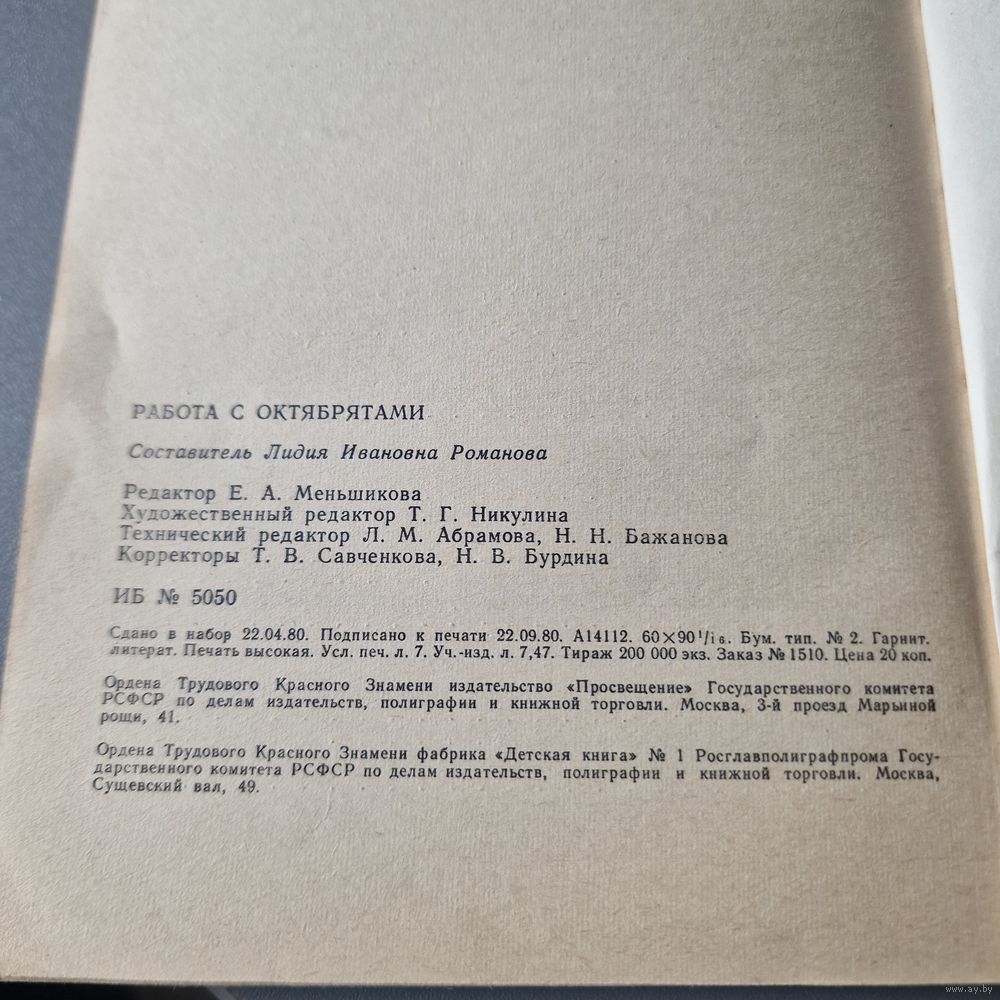 РАБОТА С ОКТЯБРЯТАМИ
Составитель Лидия Ивановна Романова
Редактор Е. А. Меньшикова
Художественный редактор Т. Г. Никулина
Технический редактор Л. М. Абрамова, Н. Н. Бажанова
Корректоры Т. В. Савченкова, Н. В. Бурдина
ИБ № 5050
Сдано в набор 22.04.80. Подписано к печати 22.09.80. А14112. 60×90¹/₁₆. Бум. тип. № 2. Гарнит.
литерат. Печать высокая. Усл. печ. л. 7. Уч.-изд. л. 7,47. Тираж 200 000 экз. Заказ № 1510. Цена 20 коп.
Ордена Трудового Красного Знамени издательство «Просвещение» Государственного комитета
РСФСР по делам издательств, полиграфии и книжной торговли. Москва, 3-й проезд Марьиной
рощи, 41.
Ордена Трудового Красного Знамени фабрика «Детская книга» № 1 Росглавполиграфпрома Госу-
дарственного комитета РСФСР по делам издательств, полиграфии и книжной торговли. Москва,
Сущевский вал, 49.
www.ay.by